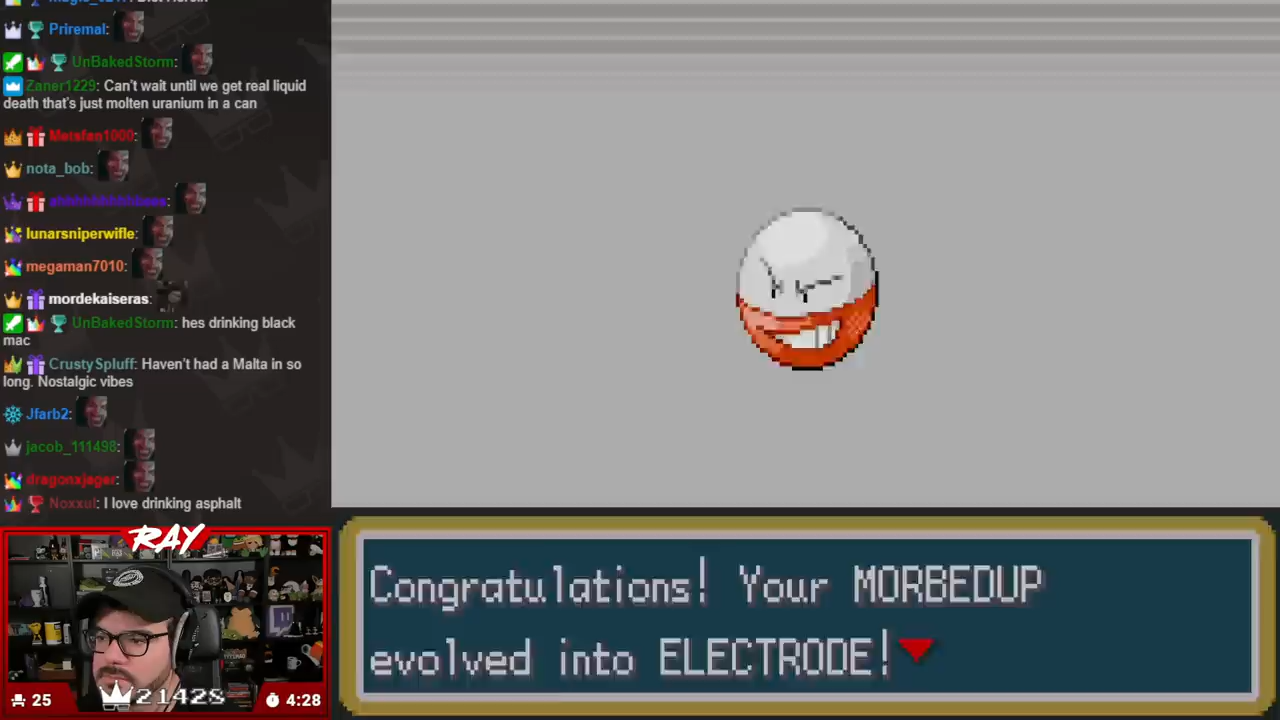 Priremal:
UnBakedStorm:
Zaner1229: Can't wait until we get real liquid
death that's just molten uranium in a can
Metsfan1000:
nota_bob:
lunarsniperwifle:
megaman7010:
mordekaiseras:
UnBakedStorm: hes drinking black
mac
CrustySpluff: Haven't had a Malta in so
long. Nostalgic vibes
Jfarb2:
jacob_111498:
dragonxjager:
Noxxul: I love drinking asphalt
RAY
25
21428
4:28
Congratulations! Your MORBEDUP
evolved into ELECTRODE!